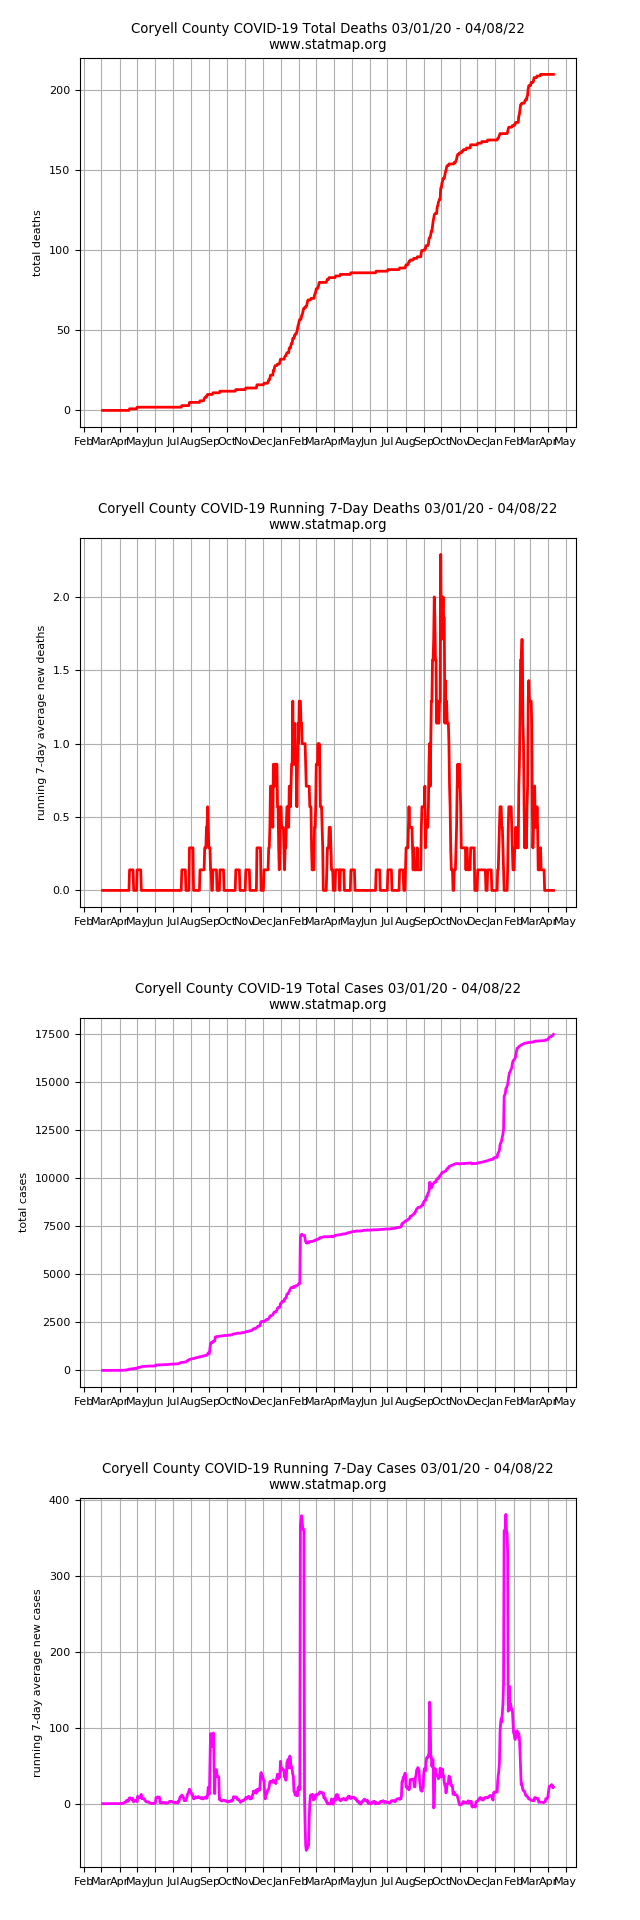 Coryell County COVID-19 Total Deaths 03/01/20 - 04/08/22
www.statmap.org
total deaths
200
150
100
50
0
Feb Mar Apr May Jun Jul Aug Sep Oct Nov Dec Jan Feb Mar Apr May Jun Jul Aug Sep Oct Nov Dec Jan Feb Mar Apr May
Coryell County COVID-19 Running 7-Day Deaths 03/01/20 - 04/08/22
www.statmap.org
running 7-day average new deaths
2.0
1.5
1.0
0.5
0.0
Feb Mar Apr May Jun Jul Aug Sep Oct Nov Dec Jan Feb Mar Apr May Jun Jul Aug Sep Oct Nov Dec Jan Feb Mar Apr May
Coryell County COVID-19 Total Cases 03/01/20 - 04/08/22
www.statmap.org
total cases
17500
15000
12500
10000
7500
5000
2500
0
Feb Mar Apr May Jun Jul Aug Sep Oct Nov Dec Jan Feb Mar Apr May Jun Jul Aug Sep Oct Nov Dec Jan Feb Mar Apr May
Coryell County COVID-19 Running 7-Day Cases 03/01/20 - 04/08/22
www.statmap.org
running 7-day average new cases
400
300
200
100
0
Feb Mar Apr May Jun Jul Aug Sep Oct Nov Dec Jan Feb Mar Apr May Jun Jul Aug Sep Oct Nov Dec Jan Feb Mar Apr May